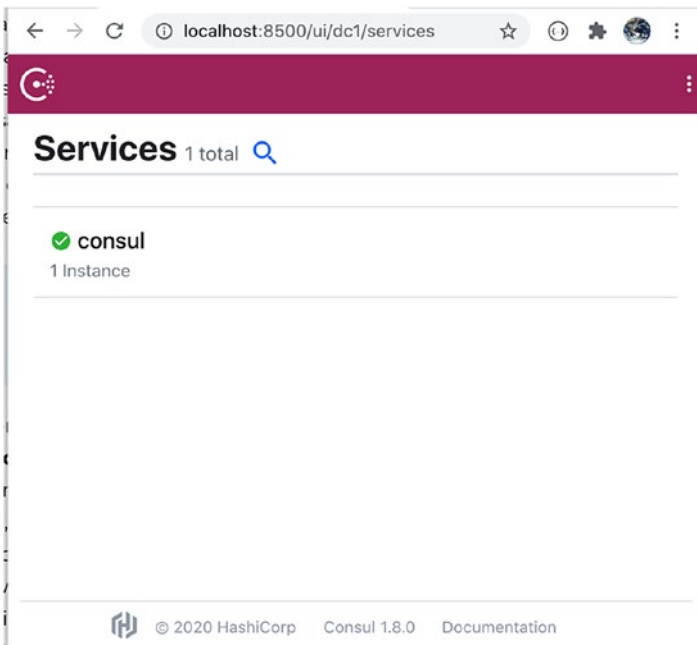 localhost:8500/ui/dc1/services
Services 1 total
consul
1 Instance
© 2020 HashiCorp Consul 1.8.0 Documentation